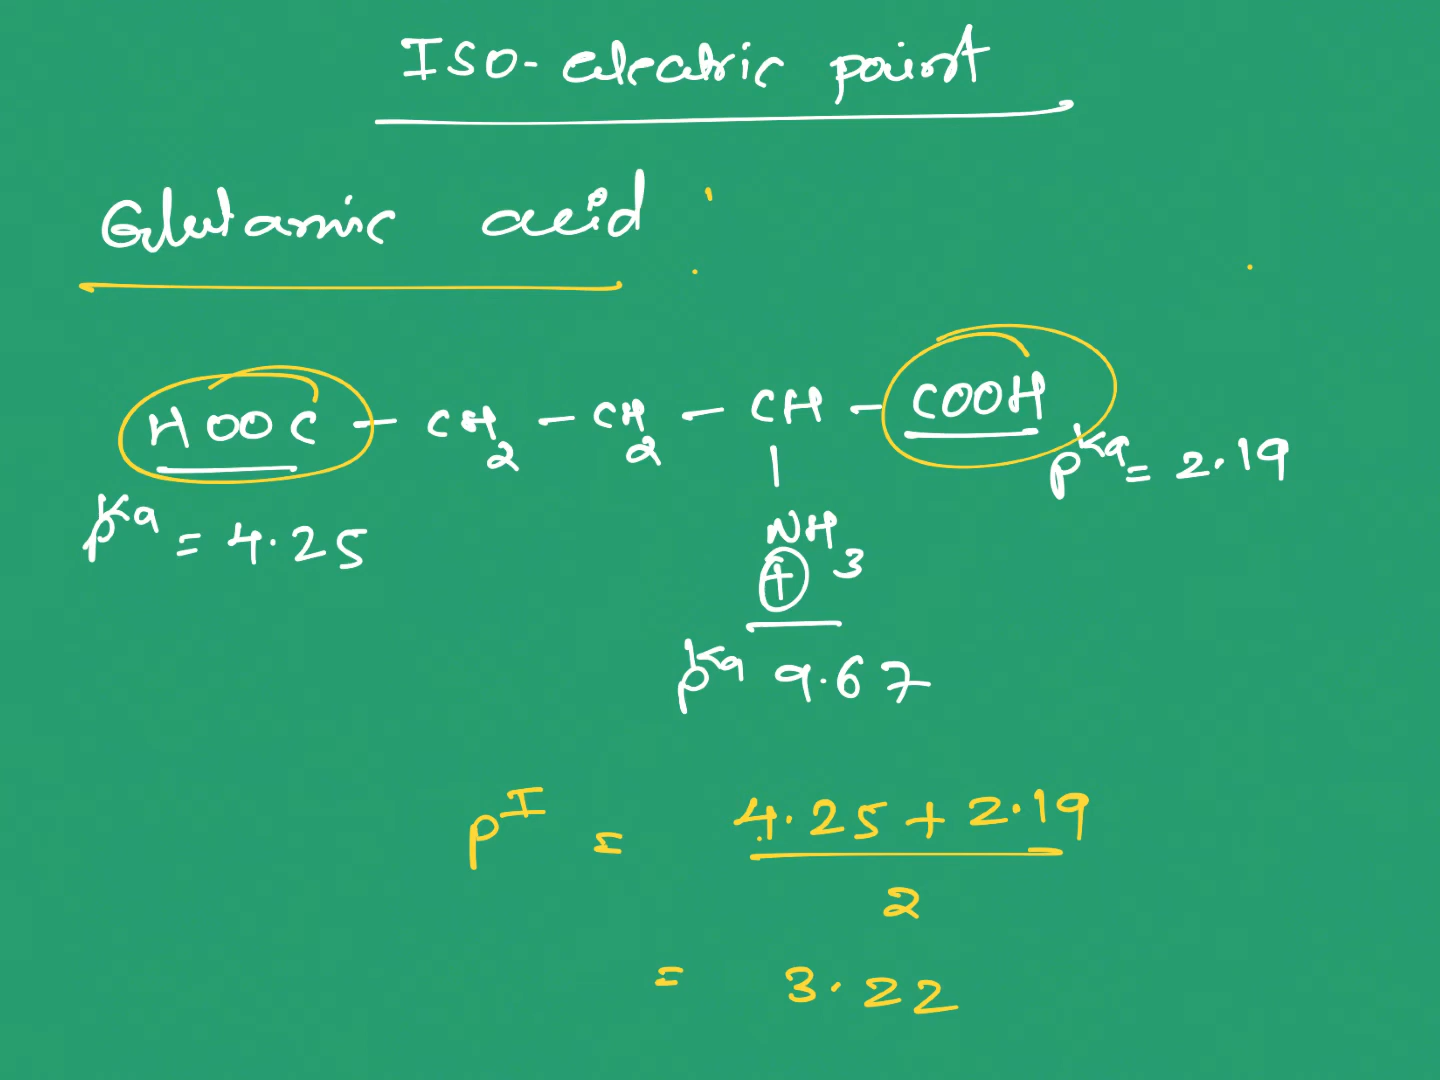 Iso-electric point
Glutamic acid :
HOOC - CH2 - CH2 - CH - COOH
|
pKa = 2.19
pKa = 4.25
NH3
+
pKa 9.67
pI = 4.25 + 2.19
2
= 3.22